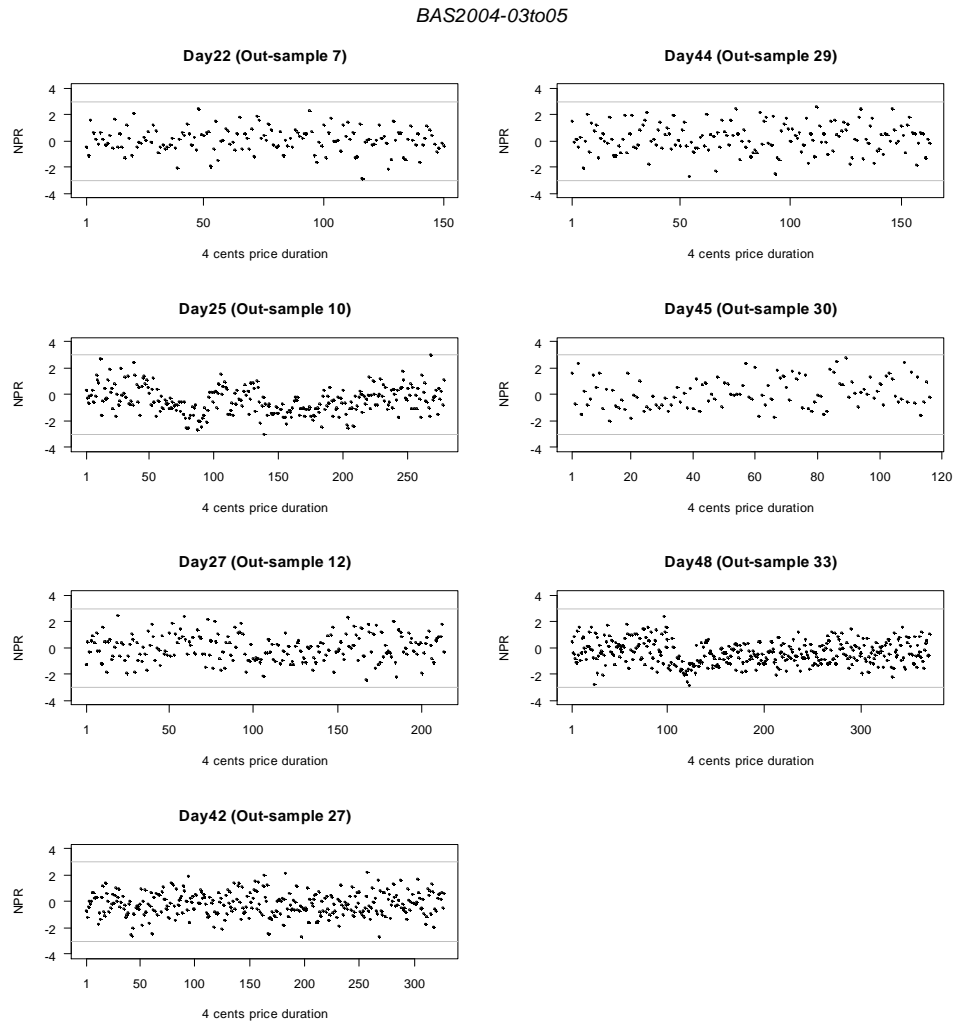 BAS2004-03to05
Day22 (Out-sample 7)
NPR
4
2
0
-2
-4
1 50 100 150
4 cents price duration
Day44 (Out-sample 29)
NPR
4
2
0
-2
-4
1 50 100 150
4 cents price duration
Day25 (Out-sample 10)
NPR
4
2
0
-2
-4
1 50 100 150 200 250
4 cents price duration
Day45 (Out-sample 30)
NPR
4
2
0
-2
-4
1 20 40 60 80 100 120
4 cents price duration
Day27 (Out-sample 12)
NPR
4
2
0
-2
-4
1 50 100 150 200
4 cents price duration
Day48 (Out-sample 33)
NPR
4
2
0
-2
-4
1 100 200 300
4 cents price duration
Day42 (Out-sample 27)
NPR
4
2
0
-2
-4
1 50 100 150 200 250 300
4 cents price duration